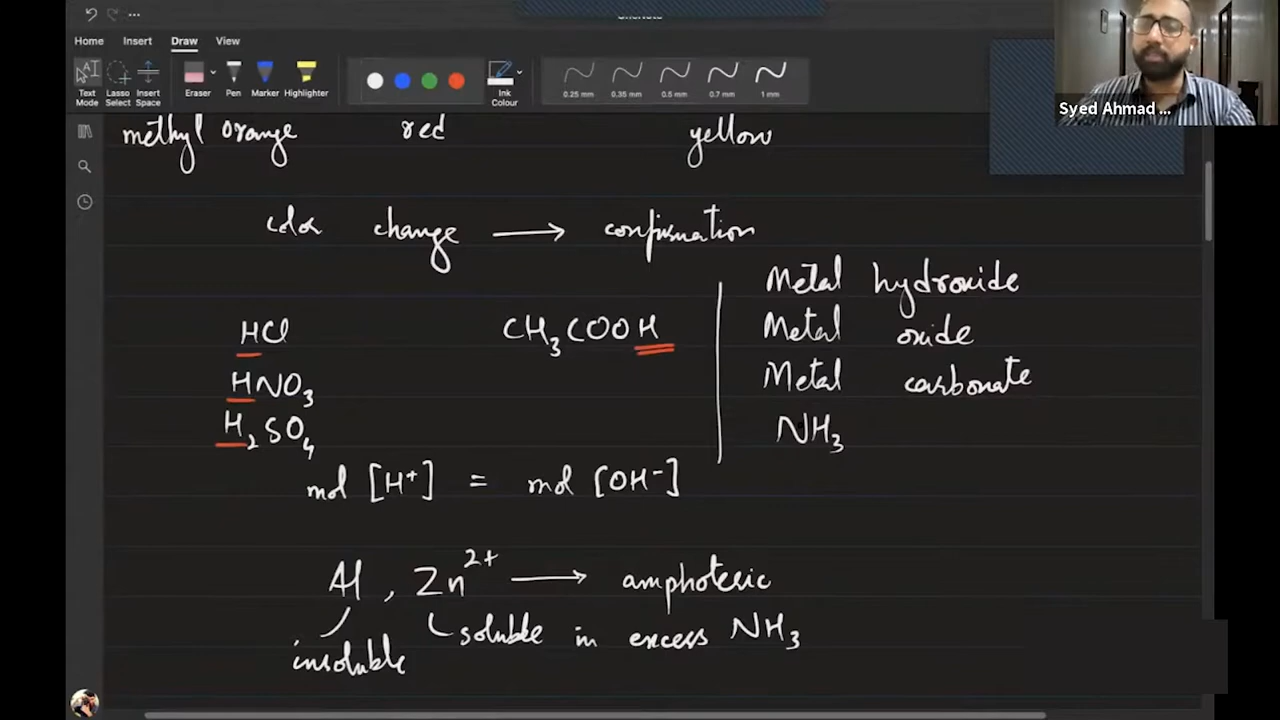 OneNote
Home Insert Draw View
Text Mode Lasso Select Insert Space Eraser Pen Marker Highlighter Ink Colour 0.25 mm 0.35 mm 0.5 mm 0.7 mm 1 mm
Syed Ahmad ...
methyl orange red yellow
color change → confirmation
HCl CH₃COOH
HNO₃
H₂SO₄
Metal hydroxide
Metal oxide
Metal carbonate
NH₃
mol [H⁺] = mol [OH⁻]
Al , Zn²⁺ → amphoteric
insoluble
soluble in excess NH₃